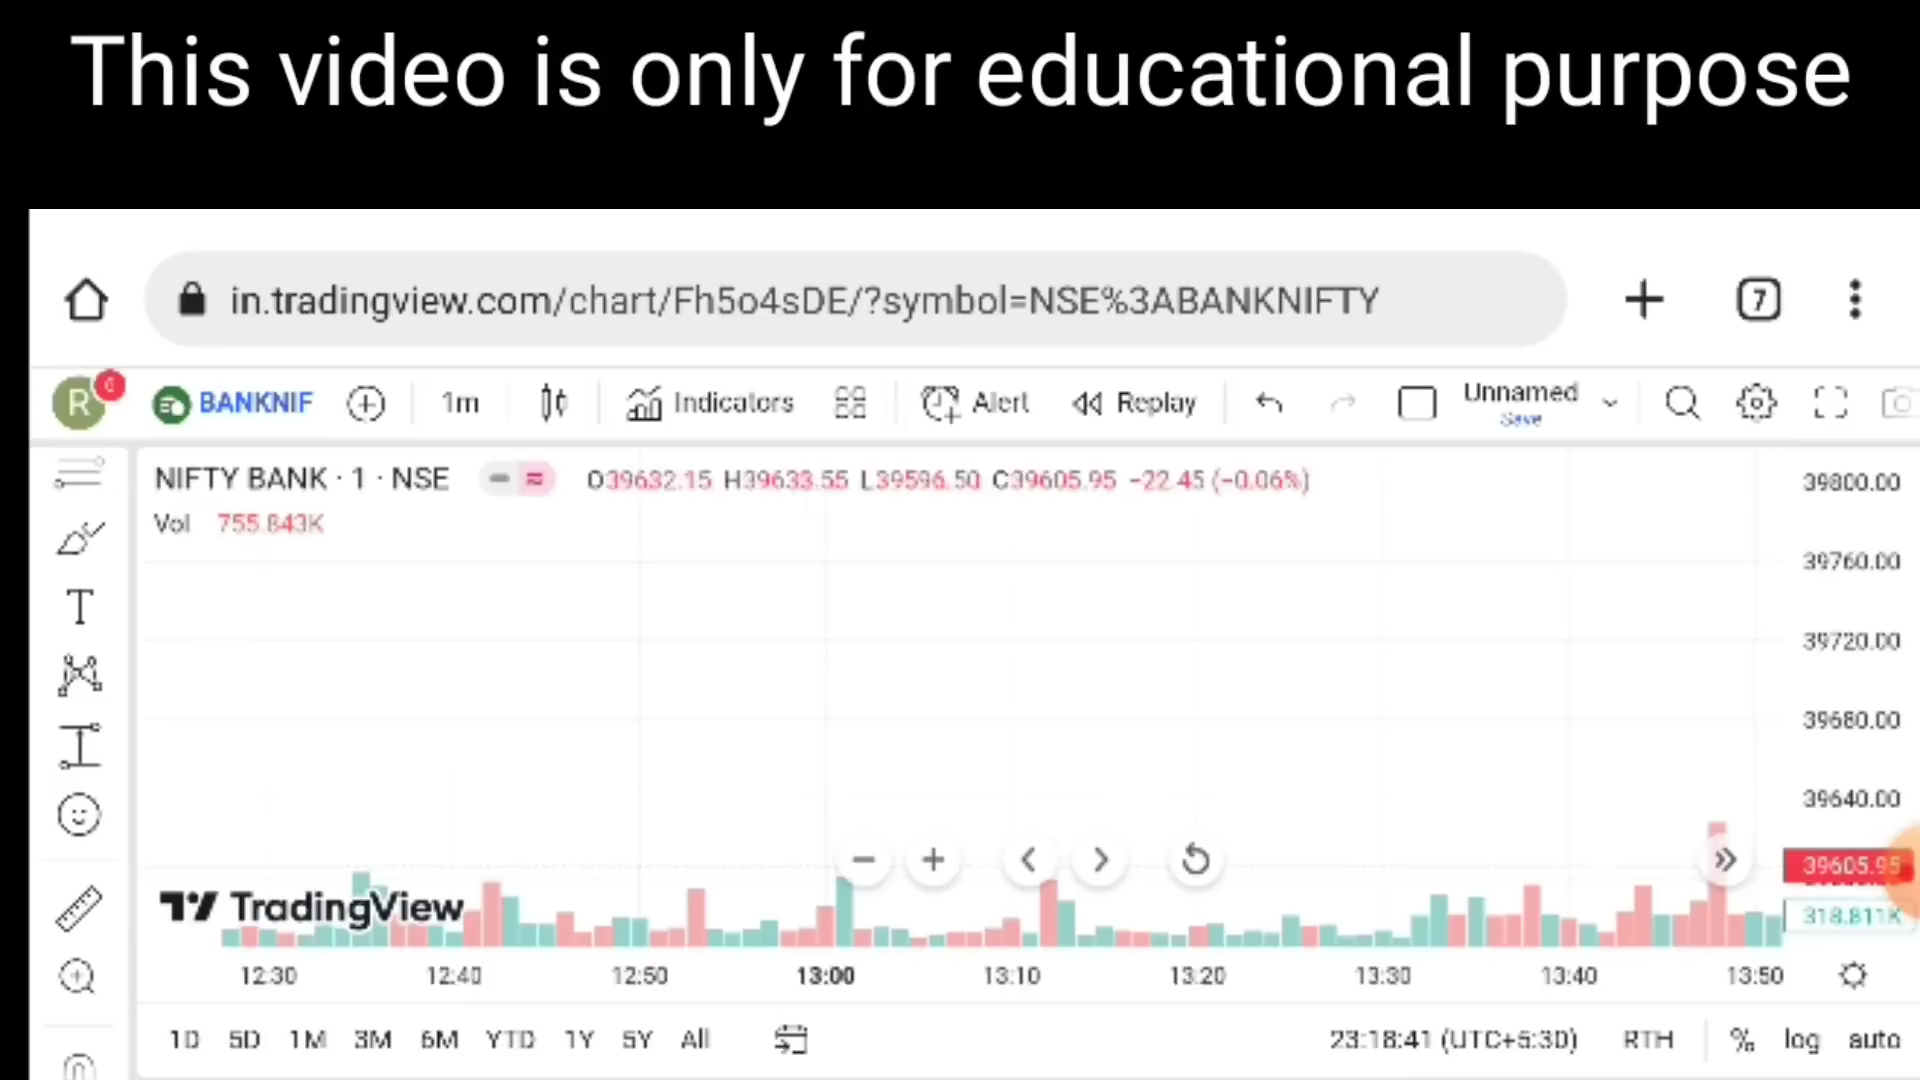 This video is only for educational purpose
in.tradingview.com/chart/Fh5o4sDE/?symbol=NSE%3ABANKNIFTY
7
R
BANKNIF
1m
Indicators
Alert
Replay
Unnamed
Save
NIFTY BANK · 1 · NSE
O39632.15 H39633.55 L39596.50 C39605.95 −22.45 (−0.06%)
Vol 755.843K
39800.00
39760.00
39720.00
39680.00
39640.00
39605.95
318.811K
TradingView
12:30 12:40 12:50 13:00 13:10 13:20 13:30 13:40 13:50
1D 5D 1M 3M 6M YTD 1Y 5Y All
23:18:41 (UTC+5:30) RTH % log auto